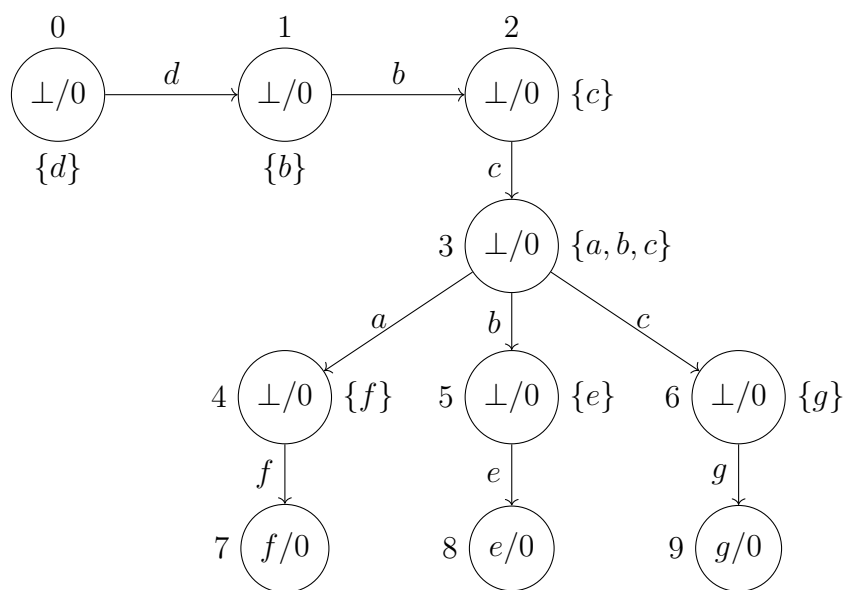 0 1 2
d b
⊥/0 ⊥/0 ⊥/0 {c}
{d} {b}
c
3 ⊥/0 {a, b, c}
a b c
4 ⊥/0 {f} 5 ⊥/0 {e} 6 ⊥/0 {g}
f e g
7 f/0 8 e/0 9 g/0